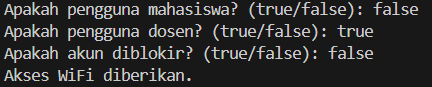 Apakah pengguna mahasiswa? (true/false): false
Apakah pengguna dosen? (true/false): true
Apakah akun diblokir? (true/false): false
Akses WiFi diberikan.